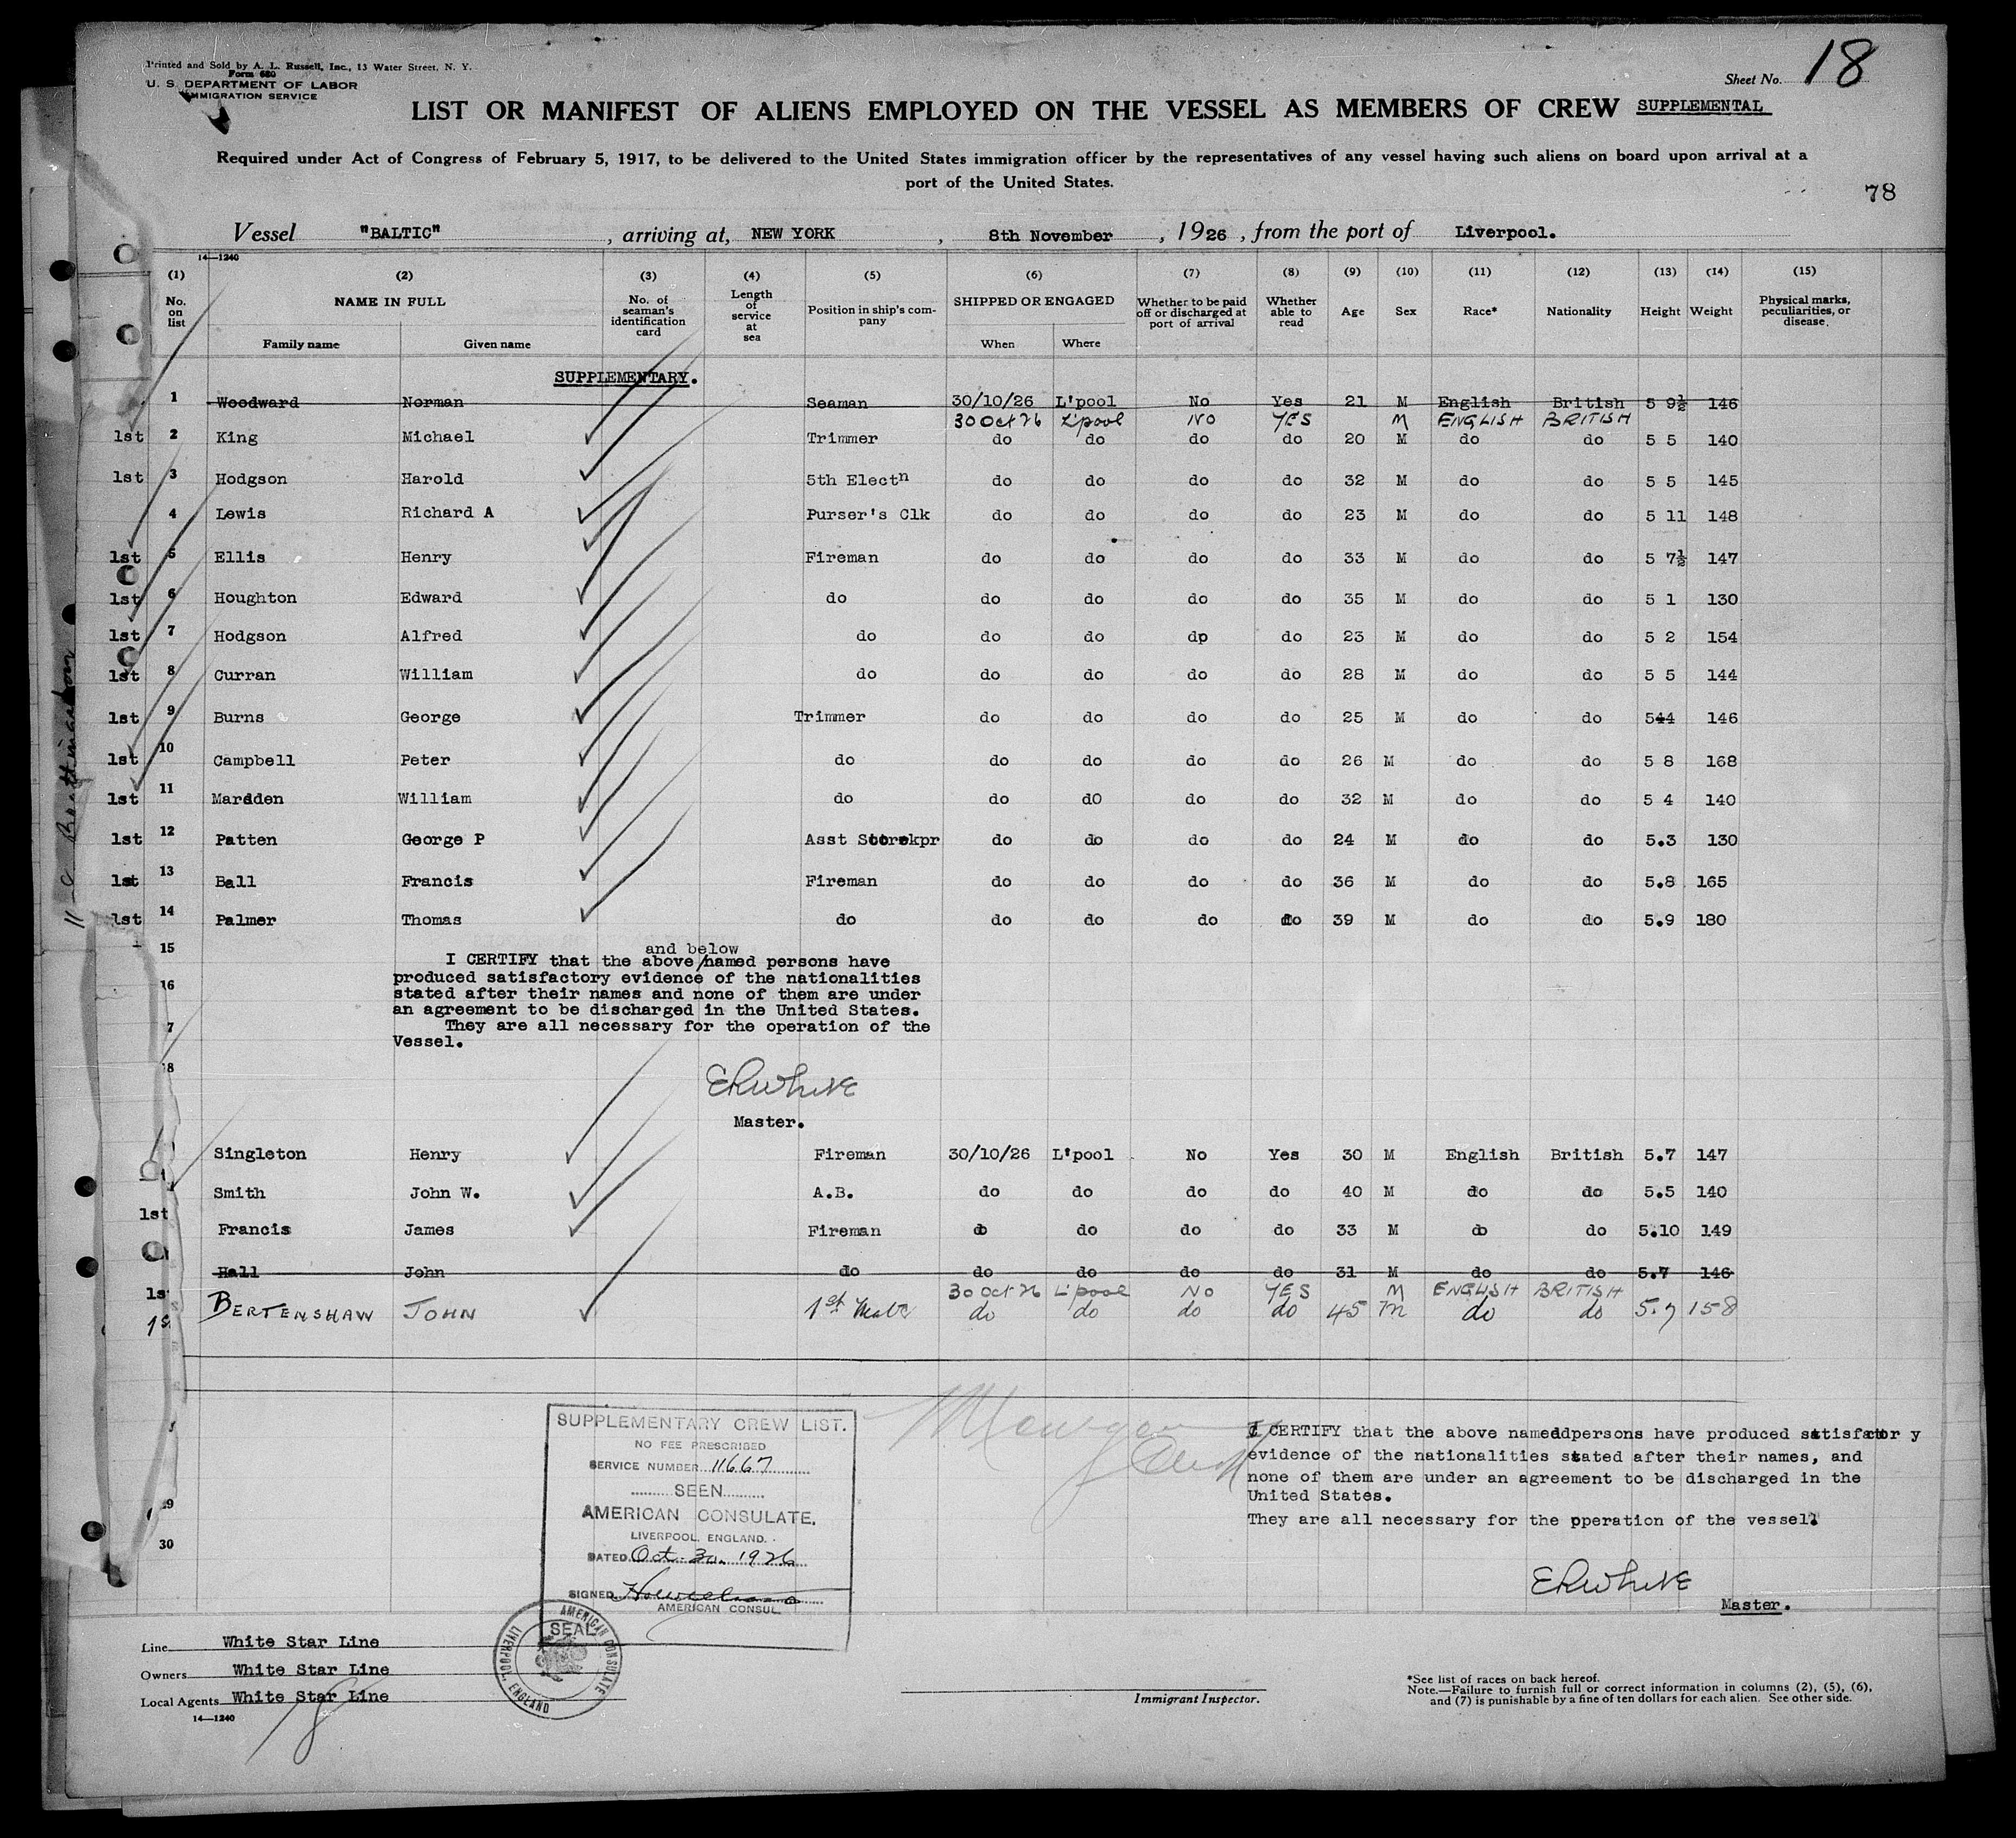 Printed and Sold by A. L. Russell, Inc., 13 Water Street, N. Y.
Form 680
U. S. DEPARTMENT OF LABOR
IMMIGRATION SERVICE
Sheet No. 18
LIST OR MANIFEST OF ALIENS EMPLOYED ON THE VESSEL AS MEMBERS OF CREW SUPPLEMENTAL
Required under Act of Congress of February 5, 1917, to be delivered to the United States immigration officer by the representatives of any vessel having such aliens on board upon arrival at a
port of the United States.
78
Vessel "BALTIC", arriving at, NEW YORK, 8th November, 1926, from the port of Liverpool.
14—1240
(1) (2) (3) (4) (5) (6) (7) (8) (9) (10) (11) (12) (13) (14) (15)
No. on list NAME IN FULL Family name Given name No. of seaman's identification card Length of service at sea Position in ship's company SHIPPED OR ENGAGED When Where Whether to be paid off or discharged at port of arrival Whether able to read Age Sex Race* Nationality Height Weight Physical marks, peculiarities, or disease.
SUPPLEMENTARY.
1 Woodward Norman Seaman 30/10/26 L'pool No Yes 21 M English British 5 9½ 146
30 Oct 26 L'pool NO YES M ENGLISH BRITISH
1st 2 King Michael Trimmer do do do do 20 M do do 5 5 140
1st 3 Hodgson Harold 5th Electn do do do do 32 M do do 5 5 145
4 Lewis Richard A Purser's Clk do do do do 23 M do do 5 11 148
1st 5 Ellis Henry Fireman do do do do 33 M do do 5 7½ 147
1st 6 Houghton Edward do do do do do 35 M do do 5 1 130
1st 7 Hodgson Alfred do do do dp do 23 M do do 5 2 154
1st 8 Curran William do do do do do 28 M do do 5 5 144
1st 9 Burns George Trimmer do do do do 25 M do do 544 146
1st 10 Campbell Peter do do do do do 26 M do do 5 8 168
1st 11 Mardden William do do dO do do 32 M do do 5 4 140
1st 12 Patten George P Asst Storekpr do do do do 24 M do do 5.3 130
1st 13 Ball Francis Fireman do do do do 36 M do do 5.8 165
1st 14 Palmer Thomas do do do do do 39 M do do 5.9 180
15
and below
I CERTIFY that the above/named persons have
produced satisfactory evidence of the nationalities
16
stated after their names and none of them are under
an agreement to be discharged in the United States.
7 They are all necessary for the operation of the
Vessel.
8
ERWhite
Master.
Singleton Henry Fireman 30/10/26 L'pool No Yes 30 M English British 5.7 147
Smith John W. A.B. do do do do 40 M do do 5.5 140
1st
Francis James Fireman do do do do 33 M do do 5.10 149
Hall John do do do do do 31 M do do 5.7 146
1s 30 Oct 26 L'pool No YES M ENGLISH BRITISH
1s BERTENSHAW JOHN 1st Mate do do do do 45 m do do 5.7 158
SUPPLEMENTARY CREW LIST.
NO FEE PRESCRIBED
SERVICE NUMBER 11667
SEEN
AMERICAN CONSULATE.
LIVERPOOL, ENGLAND.
DATED Oct. 30. 1926
SIGNED
AMERICAN CONSUL.
SEAL
AMERICAN CONSULATE LIVERPOOL, ENGLAND
I CERTIFY that the above nameddpersons have produced satisfactor y
evidence of the nationalities stated after their names, and
none of them are under an agreement to be discharged in the
United States.
They are all necessary for the pperation of the vessel.
ERWhite
Master.
29
30
Line White Star Line
Owners White Star Line
Local Agents White Star Line
14—1240
18
Immigrant Inspector.
*See list of races on back hereof.
Note.—Failure to furnish full or correct information in columns (2), (5), (6),
and (7) is punishable by a fine of ten dollars for each alien. See other side.